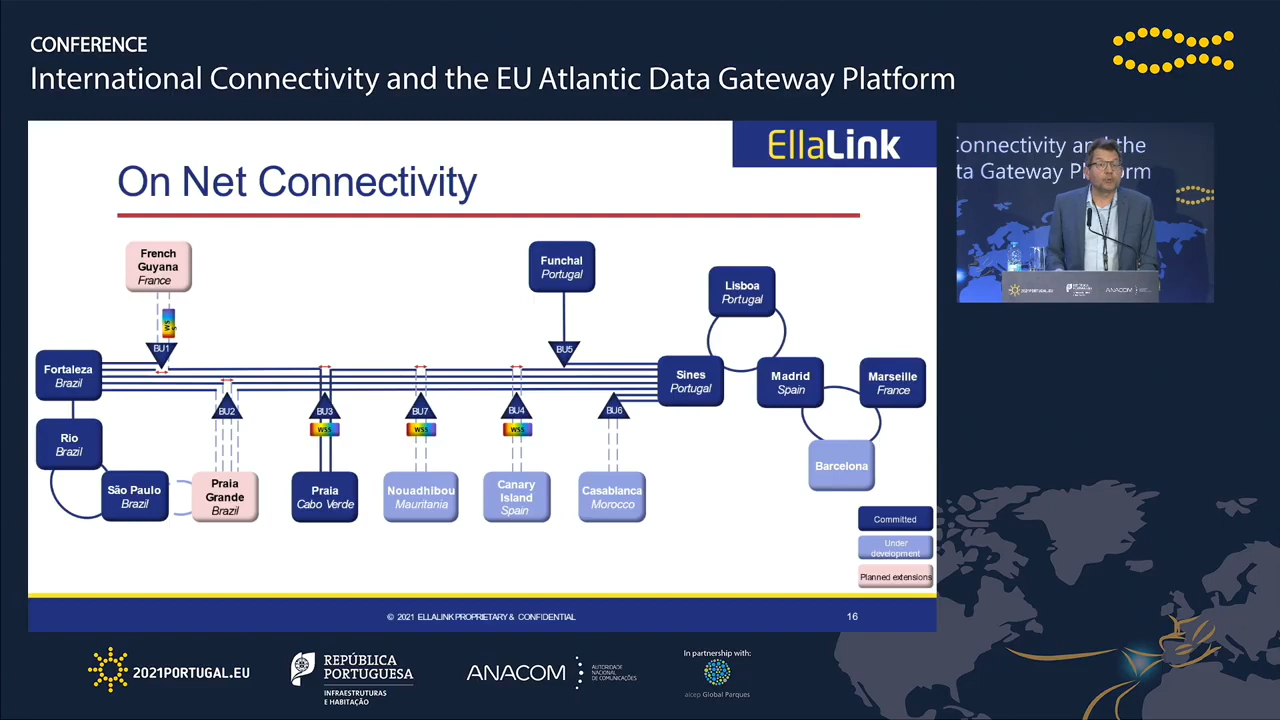 CONFERENCE
International Connectivity and the EU Atlantic Data Gateway Platform
EllaLink
On Net Connectivity
French
Guyana
France
Funchal
Portugal
Lisboa
Portugal
WSS
BU1
BU5
Fortaleza
Brazil
Sines
Portugal
Madrid
Spain
Marseille
France
BU2
BU3
BU7
BU4
BU6
WSS
WSS
WSS
Rio
Brazil
São Paulo
Brazil
Praia
Grande
Brazil
Praia
Cabo Verde
Nouadhibou
Mauritania
Canary
Island
Spain
Casablanca
Morocco
Barcelona
Committed
Under
development
Planned extensions
© 2021 ELLALINK PROPRIETARY & CONFIDENTIAL
16
Connectivity and the
ta Gateway Platform
2021PORTUGAL.EU
ANACOM
2021PORTUGAL.EU
REPÚBLICA
PORTUGUESA
INFRAESTRUTURAS
E HABITAÇÃO
ANACOM
AUTORIDADE
NACIONAL
DE COMUNICAÇÕES
In partnership with:
aicep Global Parques